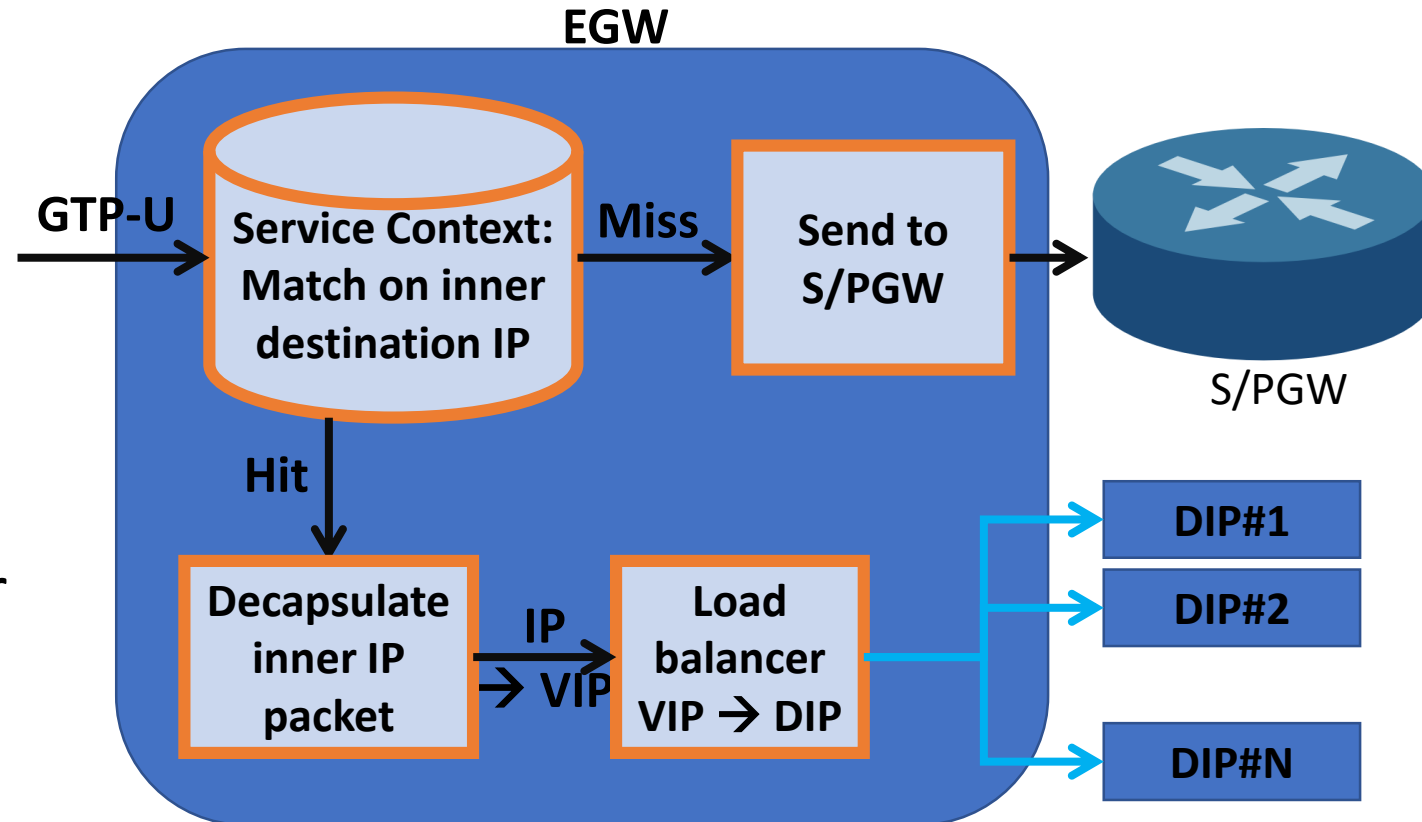 EGW
GTP-U
Service Context:
Match on inner
destination IP
Miss
Send to
S/PGW
S/PGW
Hit
r
Decapsulate
inner IP
packet
IP
→ VIP
Load
balancer
VIP → DIP
DIP#1
DIP#2
DIP#N